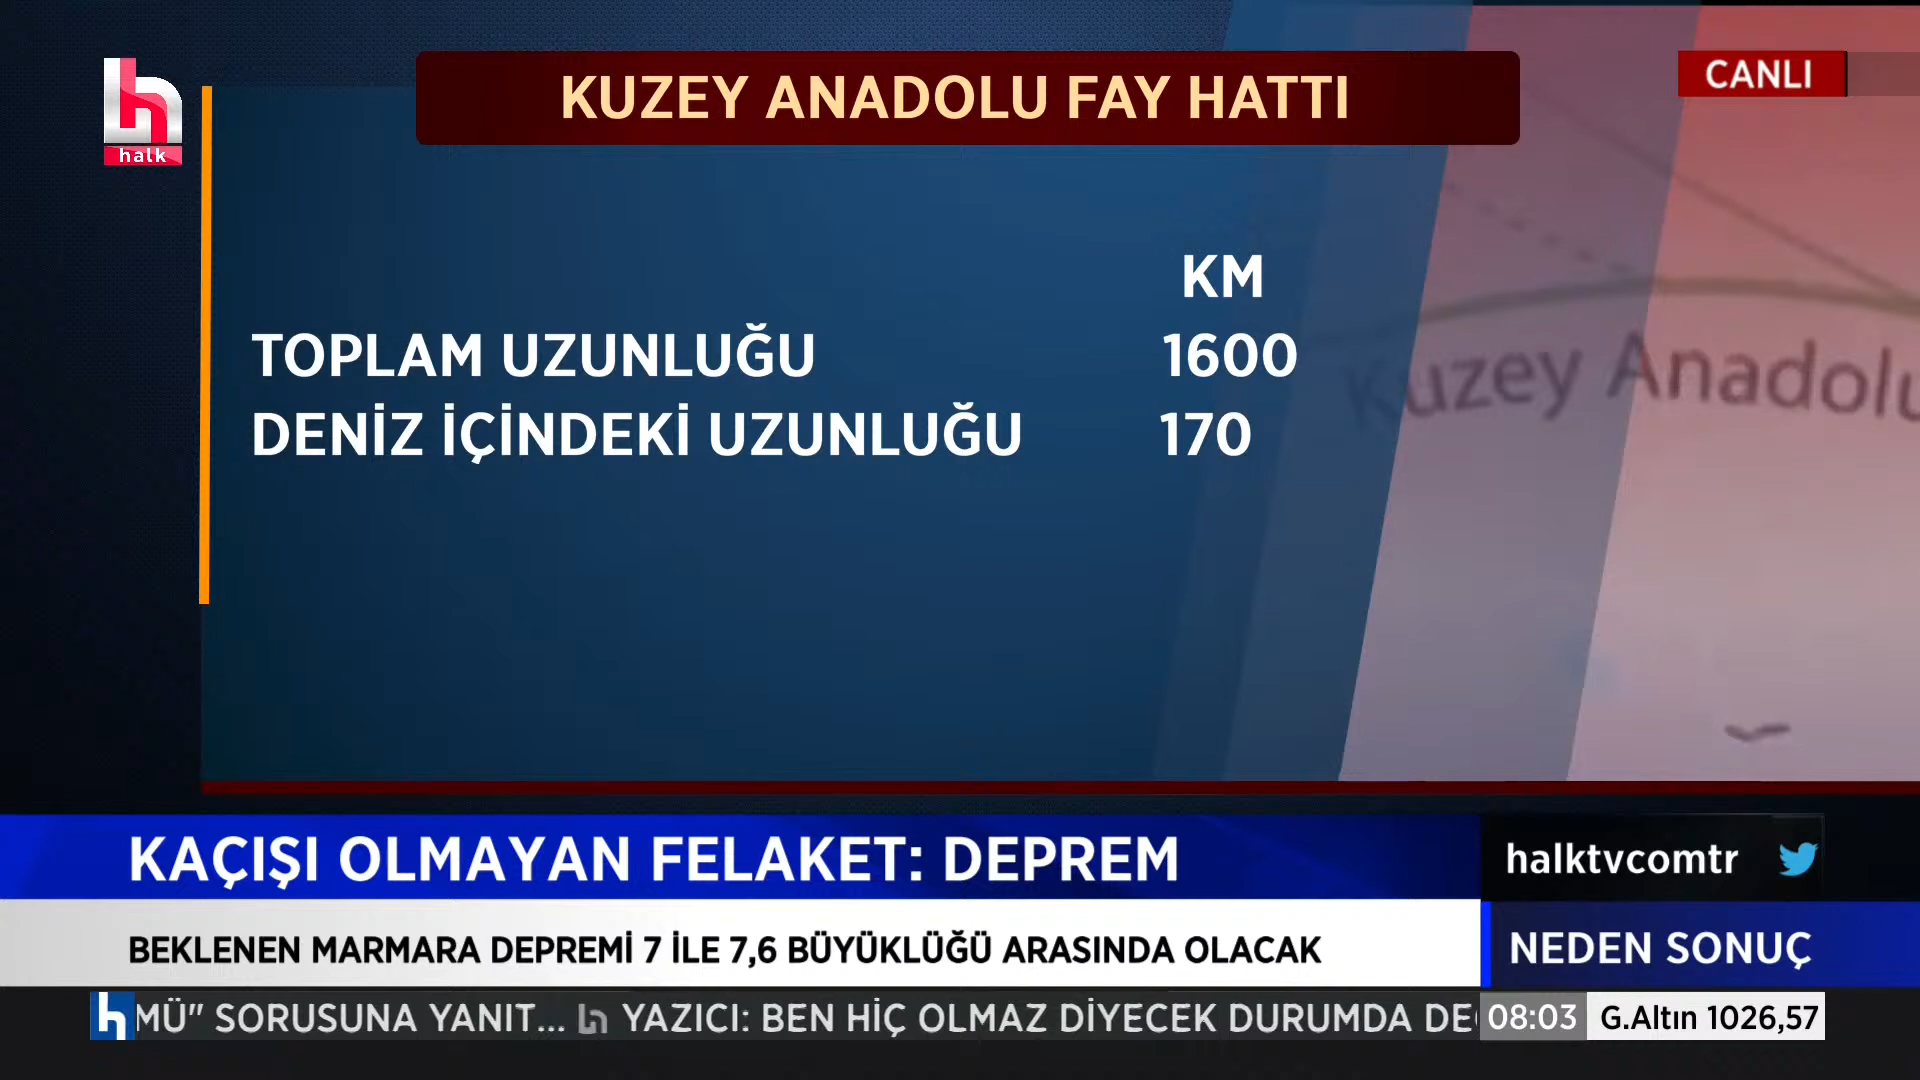 halk
KUZEY ANADOLU FAY HATTI
CANLI
KM
TOPLAM UZUNLUĞU 1600
DENİZ İÇİNDEKİ UZUNLUĞU 170
Kuzey Anadolu
KAÇIŞI OLMAYAN FELAKET: DEPREM
halktvcomtr
BEKLENEN MARMARA DEPREMİ 7 İLE 7,6 BÜYÜKLÜĞÜ ARASINDA OLACAK
NEDEN SONUÇ
MÜ" SORUSUNA YANIT... YAZICI: BEN HİÇ OLMAZ DİYECEK DURUMDA
08:03 G.Altın 1026,57